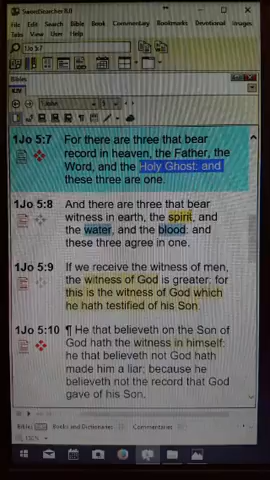 SwordSearcher 8.0
File Edit Search Bible Book Commentary Bookmarks Devotional Images
Tabs View User Help
1Jo 5:7
Bibles
KJV
1John 5
1Jo 5:7 For there are three that bear
record in heaven, the Father, the
Word, and the Holy Ghost: and
these three are one.
1Jo 5:8 And there are three that bear
witness in earth, the spirit, and
the water, and the blood: and
these three agree in one.
1Jo 5:9 If we receive the witness of men,
the witness of God is greater: for
this is the witness of God which
he hath testified of his Son.
1Jo 5:10 ¶ He that believeth on the Son of
God hath the witness in himself:
he that believeth not God hath
made him a liar; because he
believeth not the record that God
gave of his Son.
Bibles Books and Dictionaries Commentaries